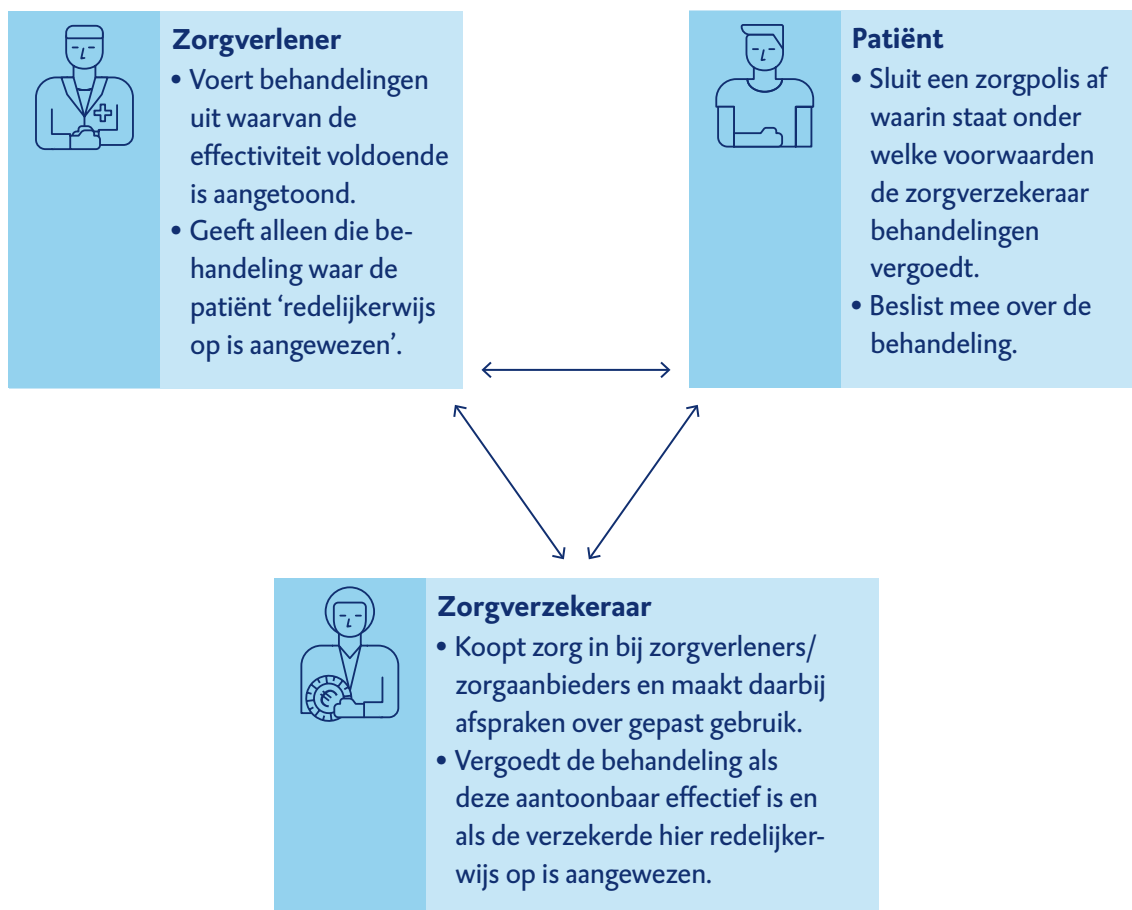 Zorgverlener
• Voert behandelingen
uit waarvan de
effectiviteit voldoende
is aangetoond.
• Geeft alleen die be-
handeling waar de
patiënt ‘redelijkerwijs
op is aangewezen’.
Patiënt
• Sluit een zorgpolis af
waarin staat onder
welke voorwaarden
de zorgverzekeraar
behandelingen
vergoedt.
• Beslist mee over de
behandeling.
Zorgverzekeraar
• Koopt zorg in bij zorgverleners/
zorgaanbieders en maakt daarbij
afspraken over gepast gebruik.
• Vergoedt de behandeling als
deze aantoonbaar effectief is en
als de verzekerde hier redelijker-
wijs op is aangewezen.
€